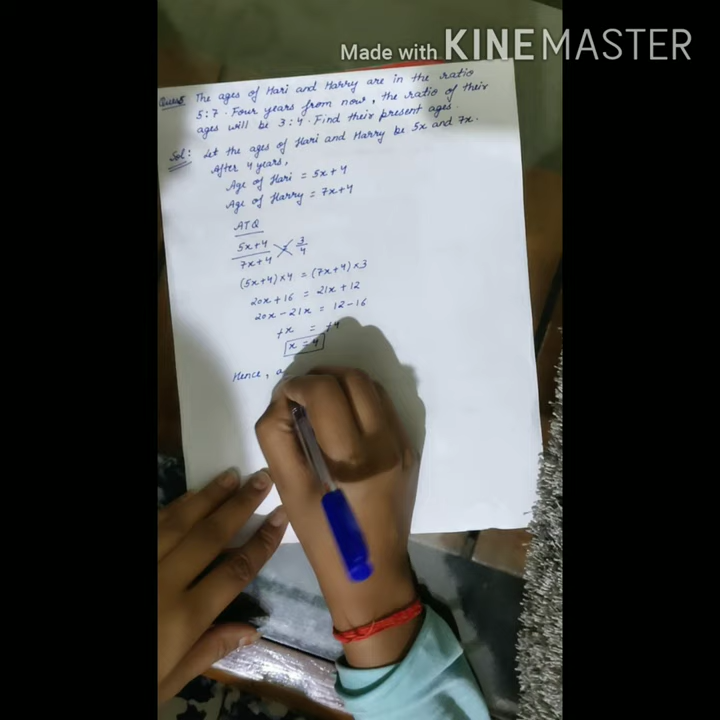 Made with KINEMASTER
Ques5 The ages of Hari and Harry are in the ratio
5:7. Four years from now, the ratio of their
ages will be 3:4. Find their present ages.
Sol: Let the ages of Hari and Harry be 5x and 7x.
After 4 years,
Age of Hari = 5x+4
Age of Harry = 7x+4
ATQ
5x+4 = 3
7x+4 4
(5x+4)×4 = (7x+4)×3
20x+16 = 21x+12
20x-21x = 12-16
+x = +4
x = 4
Hence, a